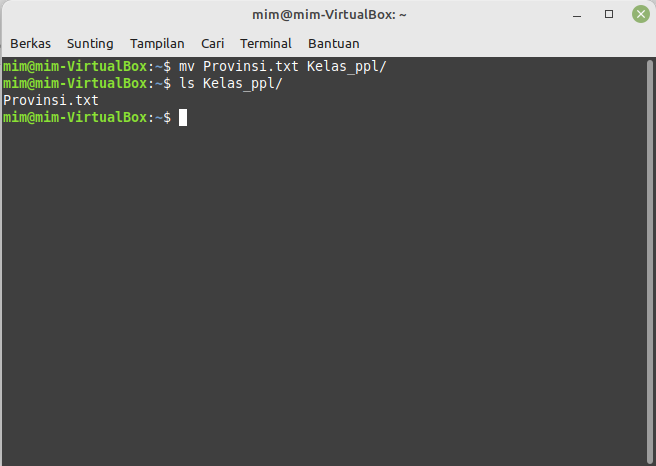 mim@mim-VirtualBox: ~
Berkas Sunting Tampilan Cari Terminal Bantuan
mim@mim-VirtualBox:~$ mv Provinsi.txt Kelas_ppl/
mim@mim-VirtualBox:~$ ls Kelas_ppl/
Provinsi.txt
mim@mim-VirtualBox:~$